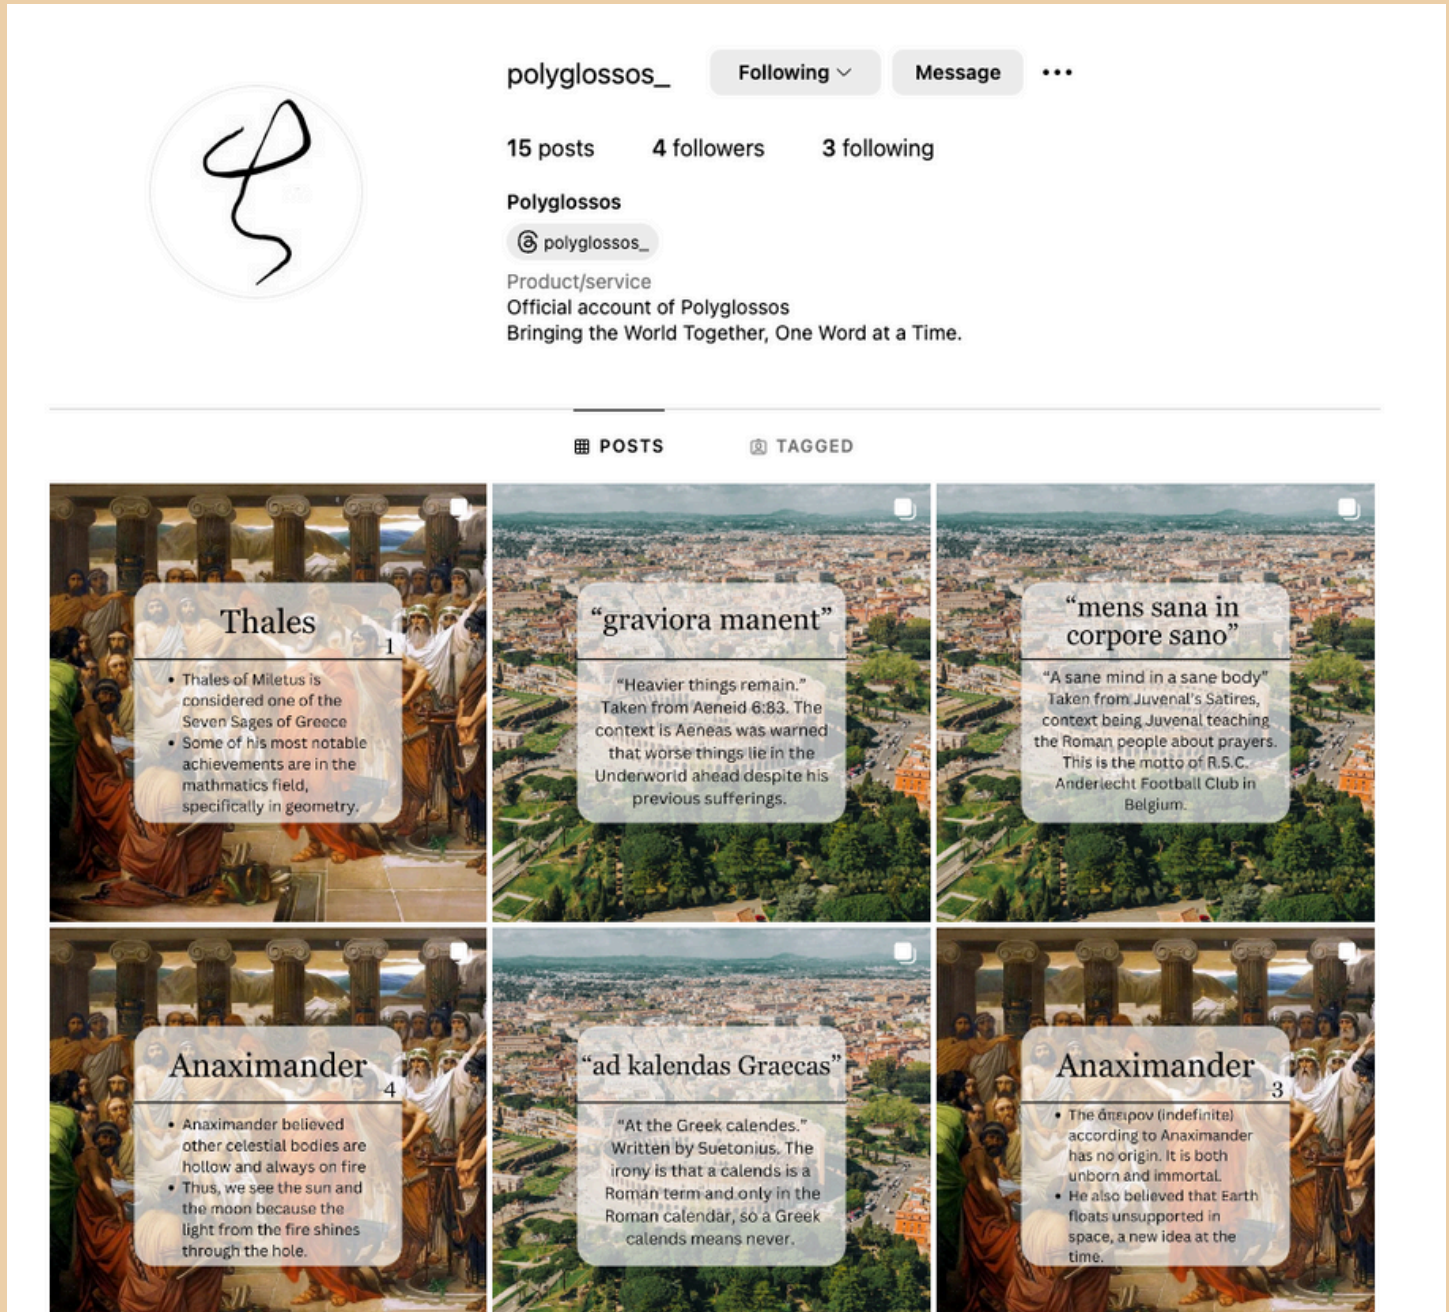 polyglossos_ Following Message
15 posts 4 followers 3 following
Polyglossos
polyglossos_
Product/service
Official account of Polyglossos
Bringing the World Together, One Word at a Time.
POSTS TAGGED
Thales
1
• Thales of Miletus is
considered one of the
Seven Sages of Greece
• Some of his most notable
achievements are in the
mathmatics field,
specifically in geometry.
“graviora manent”
“Heavier things remain.”
Taken from Aeneid 6:83. The
context is Aeneas was warned
that worse things lie in the
Underworld ahead despite his
previous sufferings.
“mens sana in
corpore sano”
“A sane mind in a sane body”
Taken from Juvenal's Satires,
context being Juvenal teaching
the Roman people about prayers.
This is the motto of R.S.C.
Anderlecht Football Club in
Belgium.
Anaximander
4
• Anaximander believed
other celestial bodies are
hollow and always on fire
• Thus, we see the sun and
the moon because the
light from the fire shines
through the hole.
“ad kalendas Graecas”
“At the Greek calendes.”
Written by Suetonius. The
irony is that a calends is a
Roman term and only in the
Roman calendar, so a Greek
calends means never.
Anaximander
3
• The ἄπειρον (indefinite)
according to Anaximander
has no origin. It is both
unborn and immortal.
• He also believed that Earth
floats unsupported in
space, a new idea at the
time.